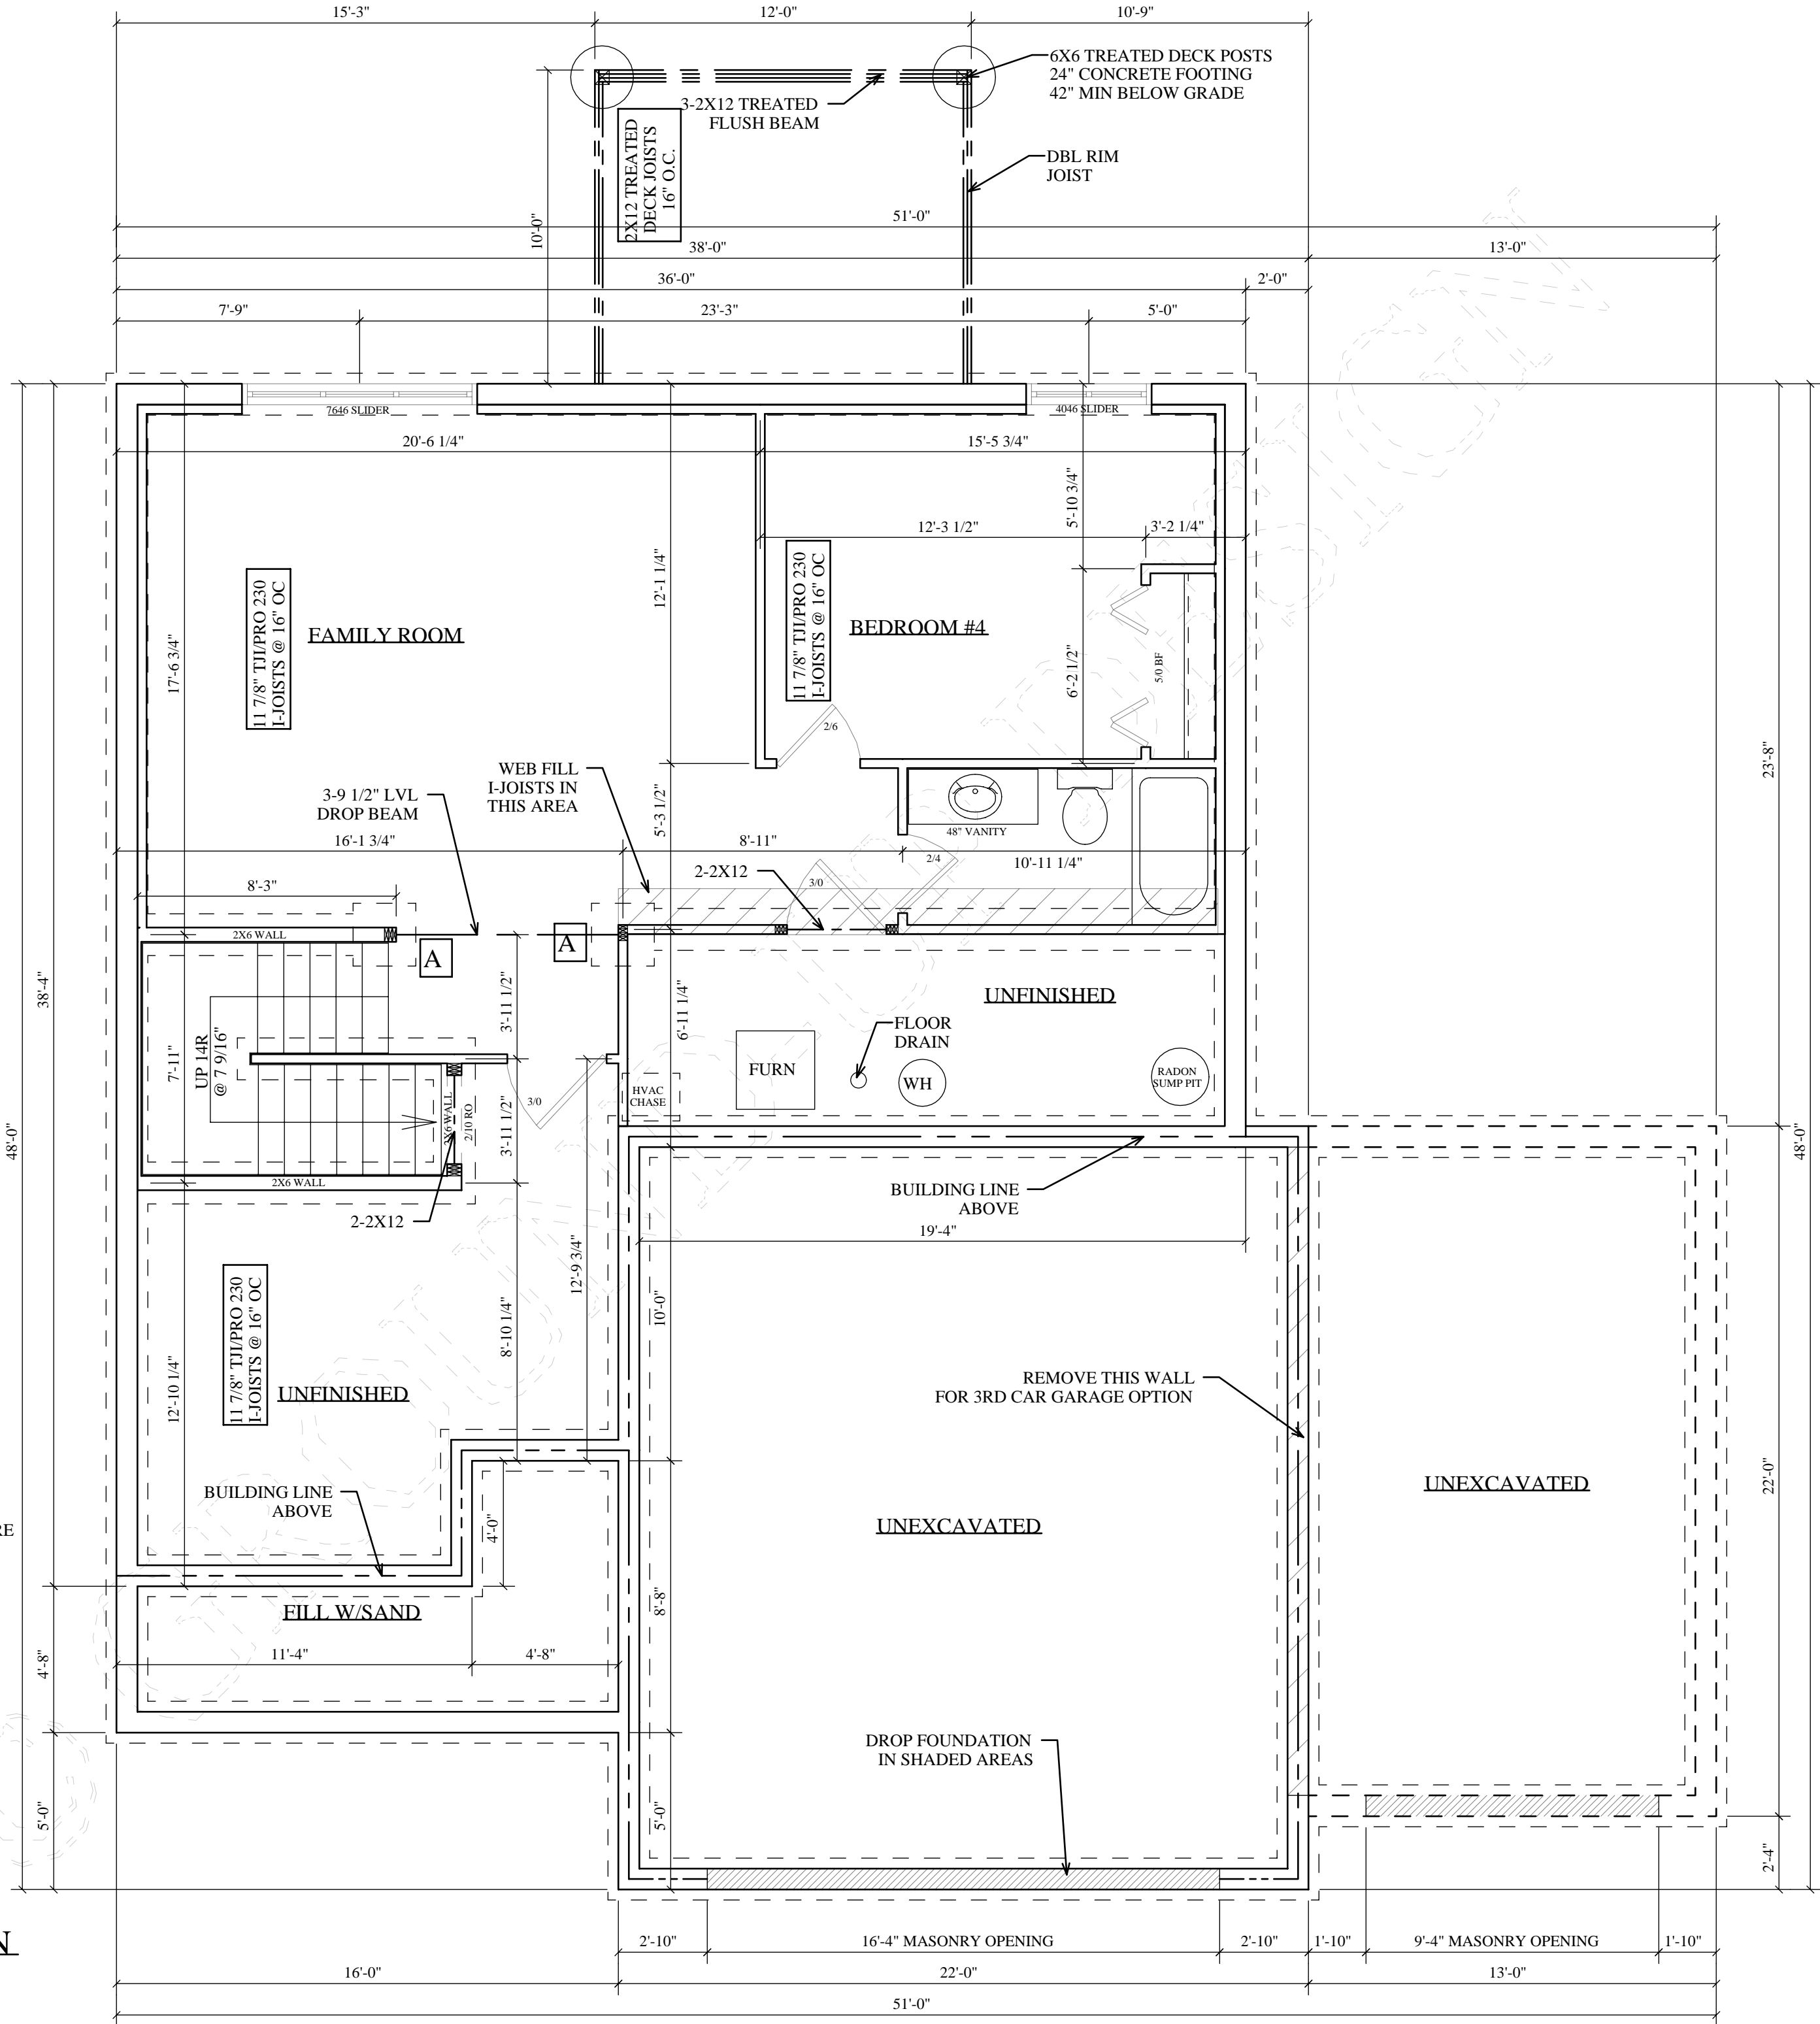 15'-3"
12'-0"
10'-9"
6X6 TREATED DECK POSTS
24" CONCRETE FOOTING
42" MIN BELOW GRADE
3-2X12 TREATED
FLUSH BEAM
2X12 TREATED
DECK JOISTS
16" O.C.
DBL RIM
JOIST
10'-0"
51'-0"
38'-0"
13'-0"
36'-0"
2'-0"
7'-9"
23'-3"
5'-0"
7646 SLIDER
4046 SLIDER
20'-6 1/4"
15'-5 3/4"
5'-10 3/4"
12'-3 1/2"
3'-2 1/4"
12'-1 1/4"
17'-6 3/4"
11 7/8" TJI/PRO 230
I-JOISTS @ 16" OC
FAMILY ROOM
11 7/8" TJI/PRO 230
I-JOISTS @ 16" OC
BEDROOM #4
6'-2 1/2"
5/0 BF
2/6
23'-8"
WEB FILL
I-JOISTS IN
THIS AREA
3-9 1/2" LVL
DROP BEAM
5'-3 1/2"
48" VANITY
16'-1 3/4"
8'-11"
2/4
10'-11 1/4"
2-2X12
3/0
8'-3"
2X6 WALL
A
A
38'-4"
48'-0"
3'-11 1/2"
6'-11 1/4"
UNFINISHED
FLOOR
DRAIN
7'-11"
UP 14R
@ 7 9/16"
FURN
WH
RADON
SUMP PIT
HVAC
CHASE
3/0
2X6 WALL
2/10 RO
3'-11 1/2"
48'-0"
2X6 WALL
2-2X12
BUILDING LINE
ABOVE
19'-4"
12'-9 3/4"
8'-10 1/4"
10'-0"
11 7/8" TJI/PRO 230
I-JOISTS @ 16" OC
12'-10 1/4"
UNFINISHED
REMOVE THIS WALL
FOR 3RD CAR GARAGE OPTION
BUILDING LINE
ABOVE
4'-0"
UNEXCAVATED
UNEXCAVATED
22'-0"
RE
FILL W/SAND
8'-8"
11'-4"
4'-8"
4'-8"
DROP FOUNDATION
IN SHADED AREAS
5'-0"
5'-0"
2'-4"
N
2'-10"
16'-4" MASONRY OPENING
2'-10"
1'-10"
9'-4" MASONRY OPENING
1'-10"
16'-0"
22'-0"
13'-0"
51'-0"